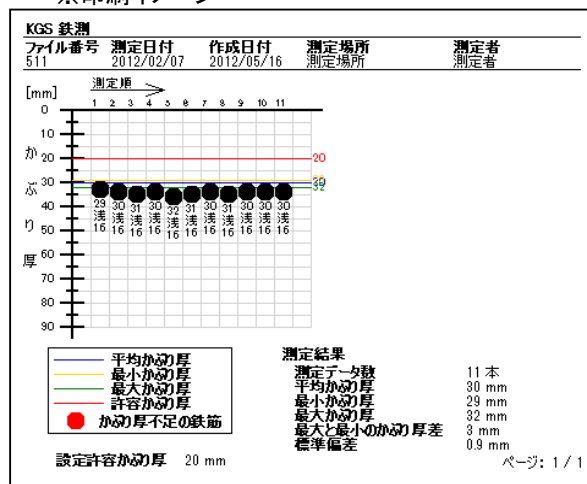 ※印刷イメージ
KGS 鉄測
ファイル番号 測定日付 作成日付 測定場所 測定者
511 2012/02/07 2012/05/16 測定場所 測定者
測定順
[mm] 1 2 3 4 5 6 7 8 9 10 11
0
10
20 20
30 30
32
40
50
60
70
80
90
かぶり厚
29 30 31 30 32 31 30 31 30 30 30
浅 浅 浅 浅 浅 浅 浅 浅 浅 浅 浅
16 16 16 16 16 16 16 16 16 16 16
平均かぶり厚
最小かぶり厚
最大かぶり厚
許容かぶり厚
かぶり厚不足の鉄筋
設定許容かぶり厚 20 mm
測定結果
測定データ数 11 本
平均かぶり厚 30 mm
最小かぶり厚 29 mm
最大かぶり厚 32 mm
最大と最小のかぶり厚差 3 mm
標準偏差 0.9 mm
ページ: 1 / 1